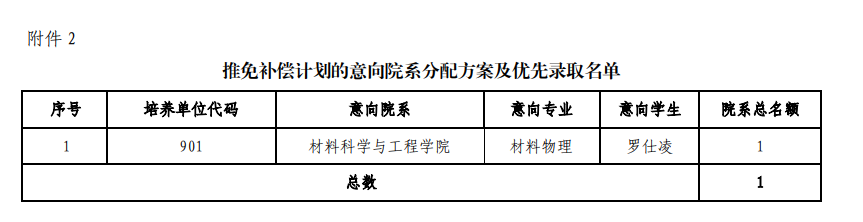 附件 2
推免补偿计划的意向院系分配方案及优先录取名单
序号 培养单位代码 意向院系 意向专业 意向学生 院系总名额
1 901 材料科学与工程学院 材料物理 罗仕凌 1
总数 1